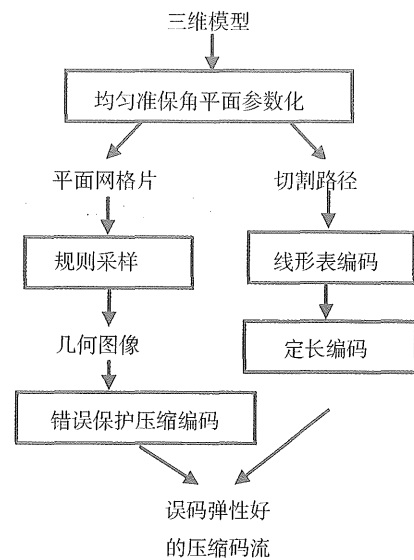 三维模型
均匀准保角平面参数化
平面网格片
切割路径
规则采样
线形表编码
几何图像
定长编码
错误保护压缩编码
误码弹性好
的压缩码流